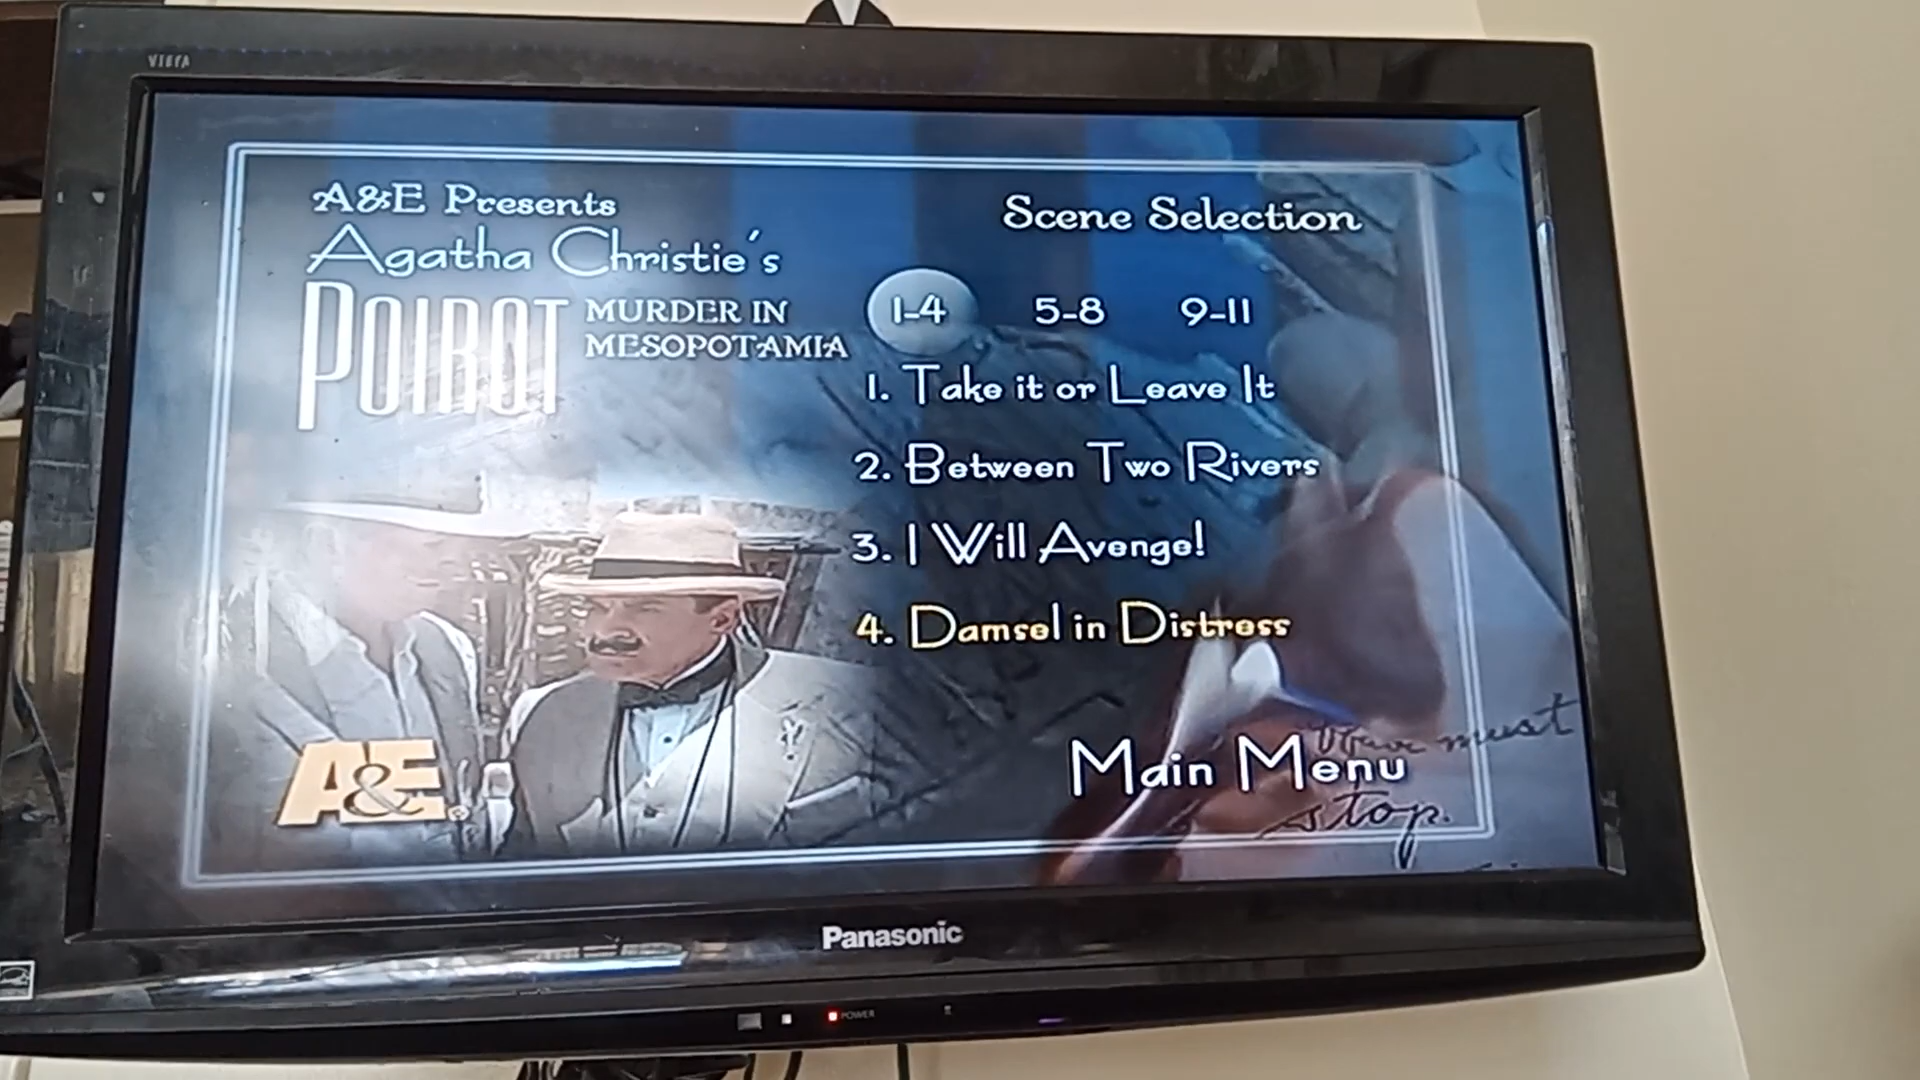 VIERA
A&E Presents
Agatha Christie's
POIROT
MURDER IN
MESOPOTAMIA
Scene Selection
1-4 5-8 9-11
1. Take it or Leave It
2. Between Two Rivers
3. I Will Avenge!
4. Damsel in Distress
must
Main Menu
stop.
A&E
Panasonic
POWER